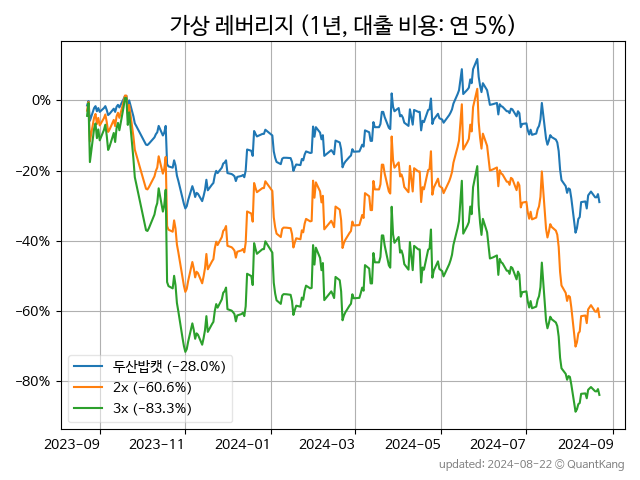 가상 레버리지 (1년, 대출 비용: 연 5%)
0%
−20%
−40%
−60%
−80%
두산밥캣 (−28.0%)
2x (−60.6%)
3x (−83.3%)
2023-09 2023-11 2024-01 2024-03 2024-05 2024-07 2024-09
updated: 2024-08-22 © QuantKang